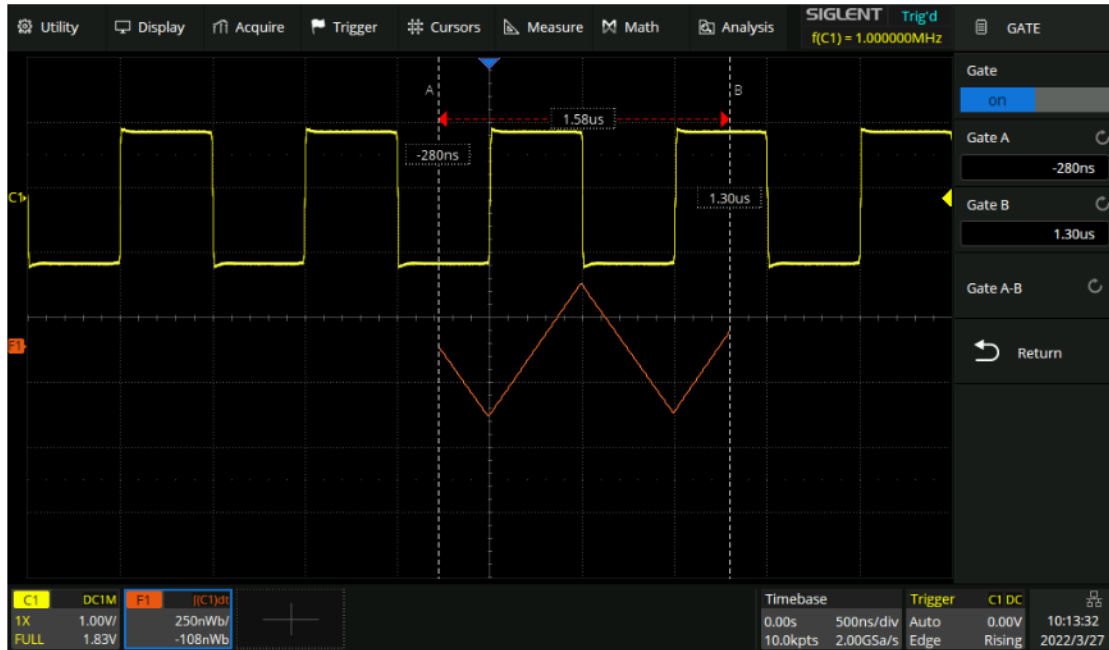 Utility Display Acquire Trigger Cursors Measure Math Analysis SIGLENT Trig'd GATE
f(C1) = 1.000000MHz
Gate
on
A B
1.58us
Gate A
-280ns
-280ns
C1
1.30us
Gate B
1.30us
Gate A-B
F1
Return
C1 DC1M F1 ∫(C1)dt Timebase Trigger C1 DC
1X 1.00V/ 250nWb/ 0.00s 500ns/div Auto 0.00V 10:13:32
FULL 1.83V -108nWb 10.0kpts 2.00GSa/s Edge Rising 2022/3/27